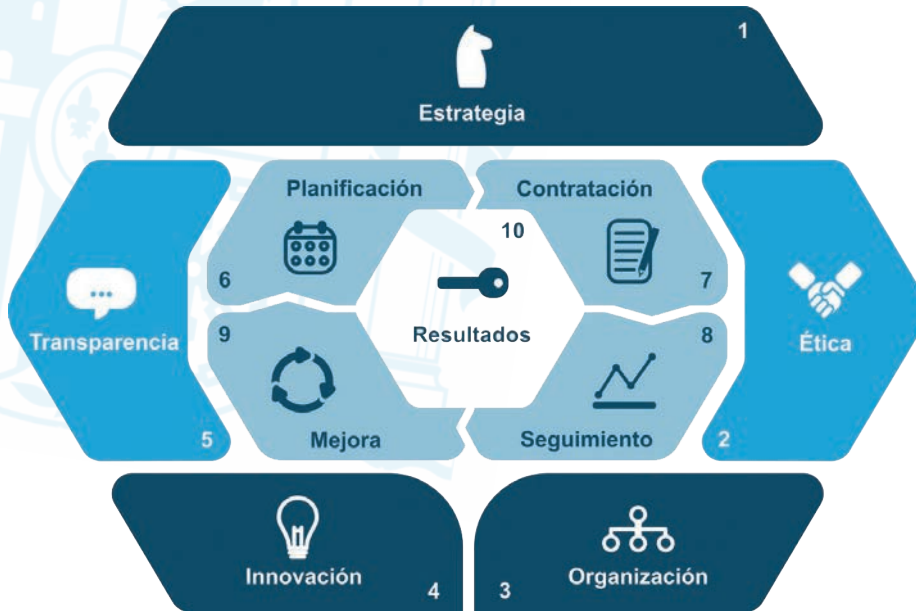 1
Estrategia
Planificación
Contratación
10
6
7
Transparencia
Resultados
Ética
9
8
Mejora
Seguimiento
5
2
Innovación
4
3
Organización